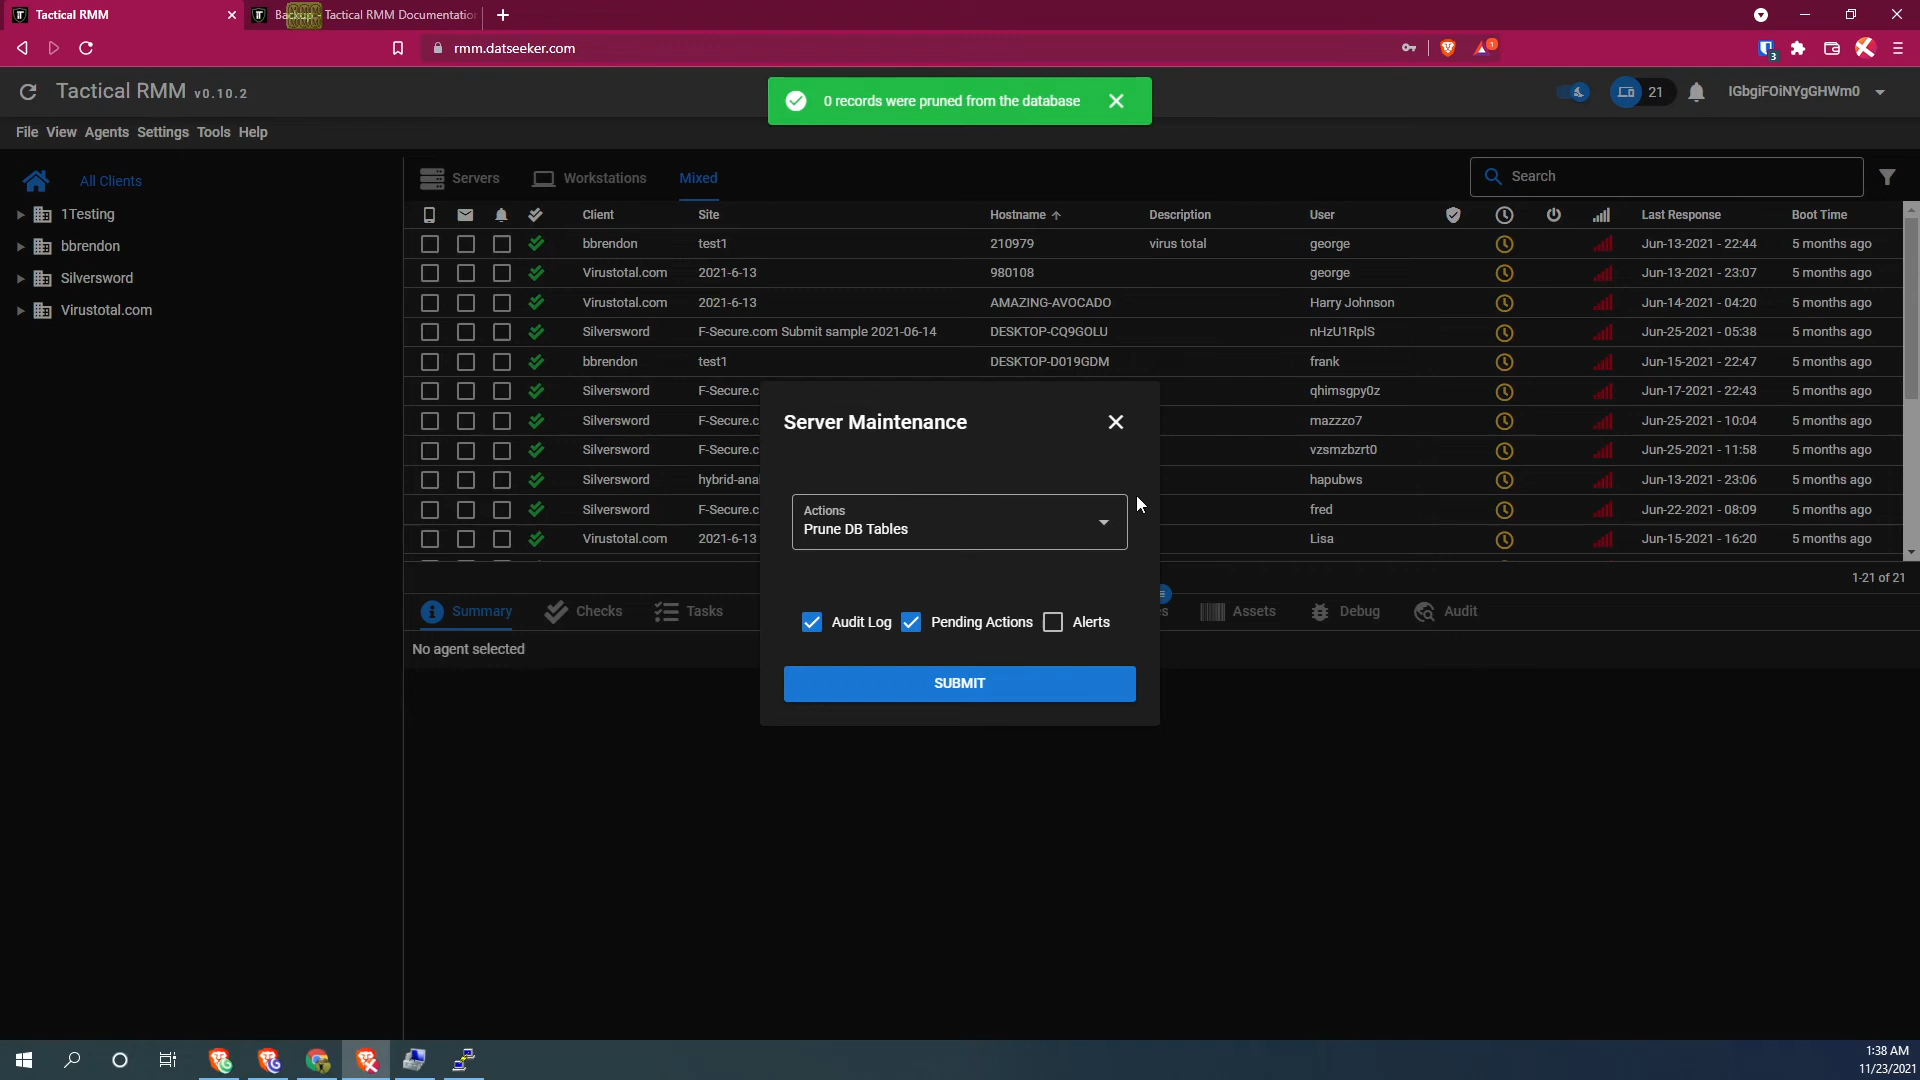 Tactical RMM
Backup - Tactical RMM Documentation
rmm.datseeker.com
1
3
Tactical RMM v0.10.2
0 records were pruned from the database
21
IGbgiFOiNYgGHWm0
File View Agents Settings Tools Help
All Clients
1Testing
bbrendon
Silversword
Virustotal.com
Servers Workstations Mixed
Search
Client Site Hostname Description User Last Response Boot Time
bbrendon test1 210979 virus total george Jun-13-2021 - 22:44 5 months ago
Virustotal.com 2021-6-13 980108 george Jun-13-2021 - 23:07 5 months ago
Virustotal.com 2021-6-13 AMAZING-AVOCADO Harry Johnson Jun-14-2021 - 04:20 5 months ago
Silversword F-Secure.com Submit sample 2021-06-14 DESKTOP-CQ9GOLU nHzU1RplS Jun-25-2021 - 05:38 5 months ago
bbrendon test1 DESKTOP-D019GDM frank Jun-15-2021 - 22:47 5 months ago
Silversword F-Secure.c qhimsgpy0z Jun-17-2021 - 22:43 5 months ago
Silversword F-Secure.c mazzzo7 Jun-25-2021 - 10:04 5 months ago
Silversword F-Secure.c vzsmzbzrt0 Jun-25-2021 - 11:58 5 months ago
Silversword hybrid-anal hapubws Jun-13-2021 - 23:06 5 months ago
Silversword F-Secure.c fred Jun-22-2021 - 08:09 5 months ago
Virustotal.com 2021-6-13 Lisa Jun-15-2021 - 16:20 5 months ago
1-21 of 21
Server Maintenance
Actions
Prune DB Tables
Audit Log Pending Actions Alerts
SUBMIT
Summary Checks Tasks es Assets Debug Audit
No agent selected
1:38 AM
11/23/2021